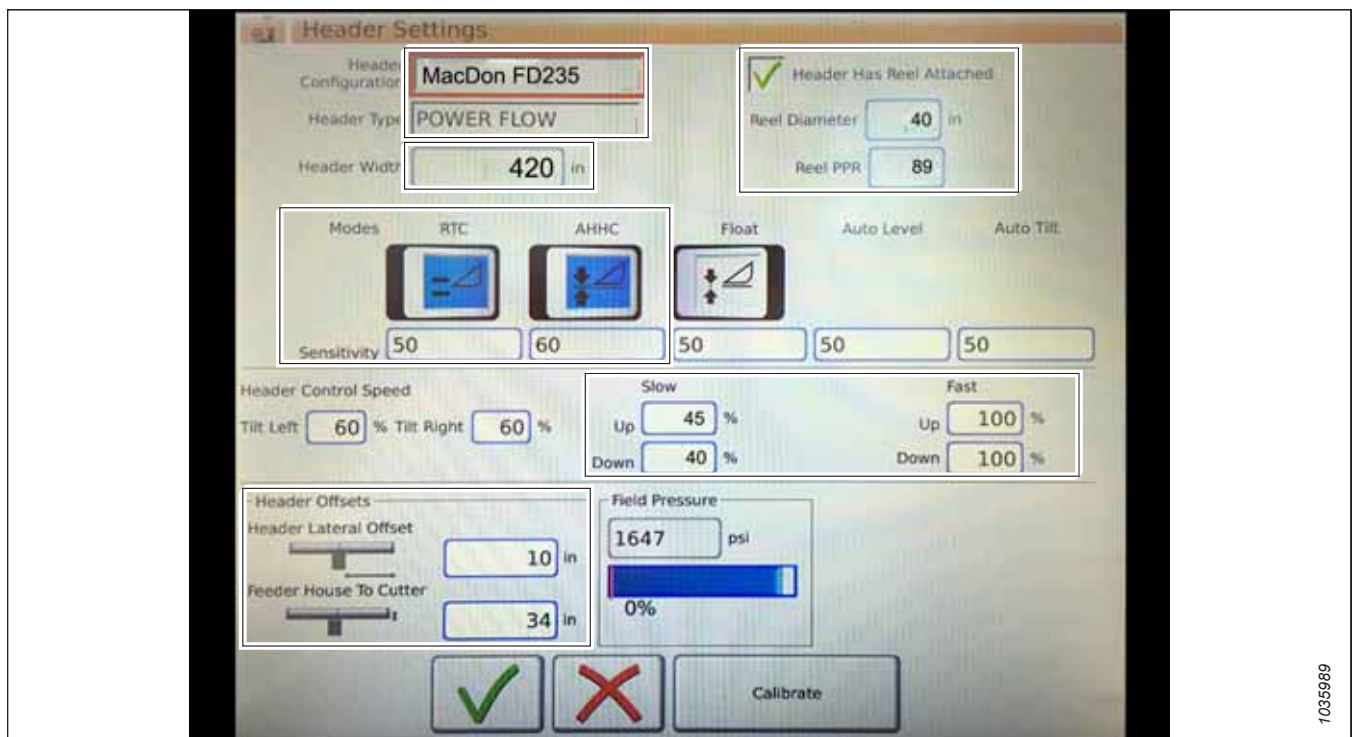 Header Settings
Header
Configuration
MacDon FD235
Header Type
POWER FLOW
Header Width
420 in
Header Has Reel Attached
Reel Diameter 40 in
Reel PPR 89
Modes RTC AHHC Float Auto Level Auto Tilt
Sensitivity 50 60 50 50 50
Header Control Speed
Tilt Left 60 % Tilt Right 60 %
Slow
Up 45 %
Down 40 %
Fast
Up 100 %
Down 100 %
Header Offsets
Header Lateral Offset
10 in
Feeder House To Cutter
34 in
Field Pressure
1647 psi
0%
Calibrate
1035989